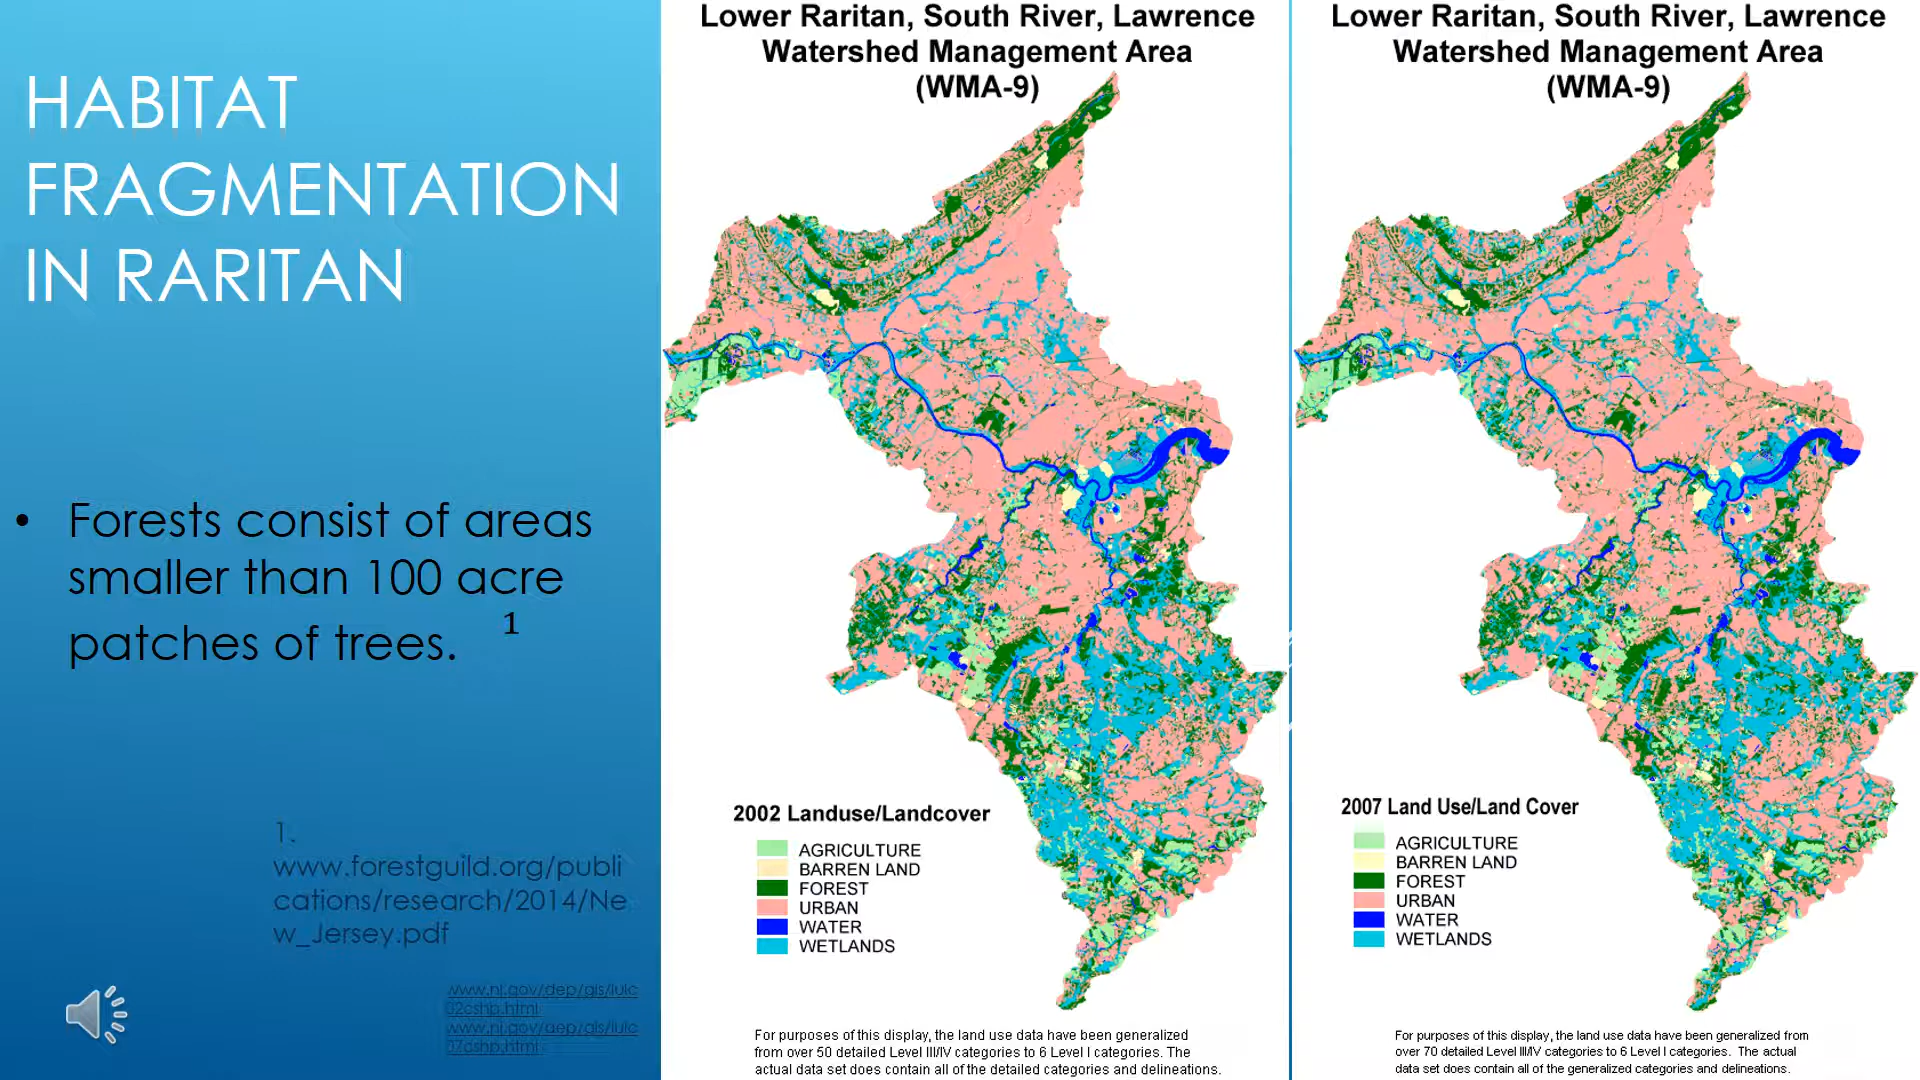 HABITAT
FRAGMENTATION
IN RARITAN
• Forests consist of areas
smaller than 100 acre
patches of trees. 1
1.
www.forestguild.org/publi
cations/research/2014/Ne
w_Jersey.pdf
www.nj.gov/dep/gis/lulc
02cshp.html
www.nj.gov/dep/gis/lulc
07cshp.html
Lower Raritan, South River, Lawrence
Watershed Management Area
(WMA-9)
2002 Landuse/Landcover
AGRICULTURE
BARREN LAND
FOREST
URBAN
WATER
WETLANDS
For purposes of this display, the land use data have been generalized
from over 50 detailed Level III/IV categories to 6 Level I categories. The
actual data set does contain all of the detailed categories and delineations.
Lower Raritan, South River, Lawrence
Watershed Management Area
(WMA-9)
2007 Land Use/Land Cover
AGRICULTURE
BARREN LAND
FOREST
URBAN
WATER
WETLANDS
For purposes of this display, the land use data have been generalized from
over 70 detailed Level III/IV categories to 6 Level I categories. The actual
data set does contain all of the generalized categories and delineations.